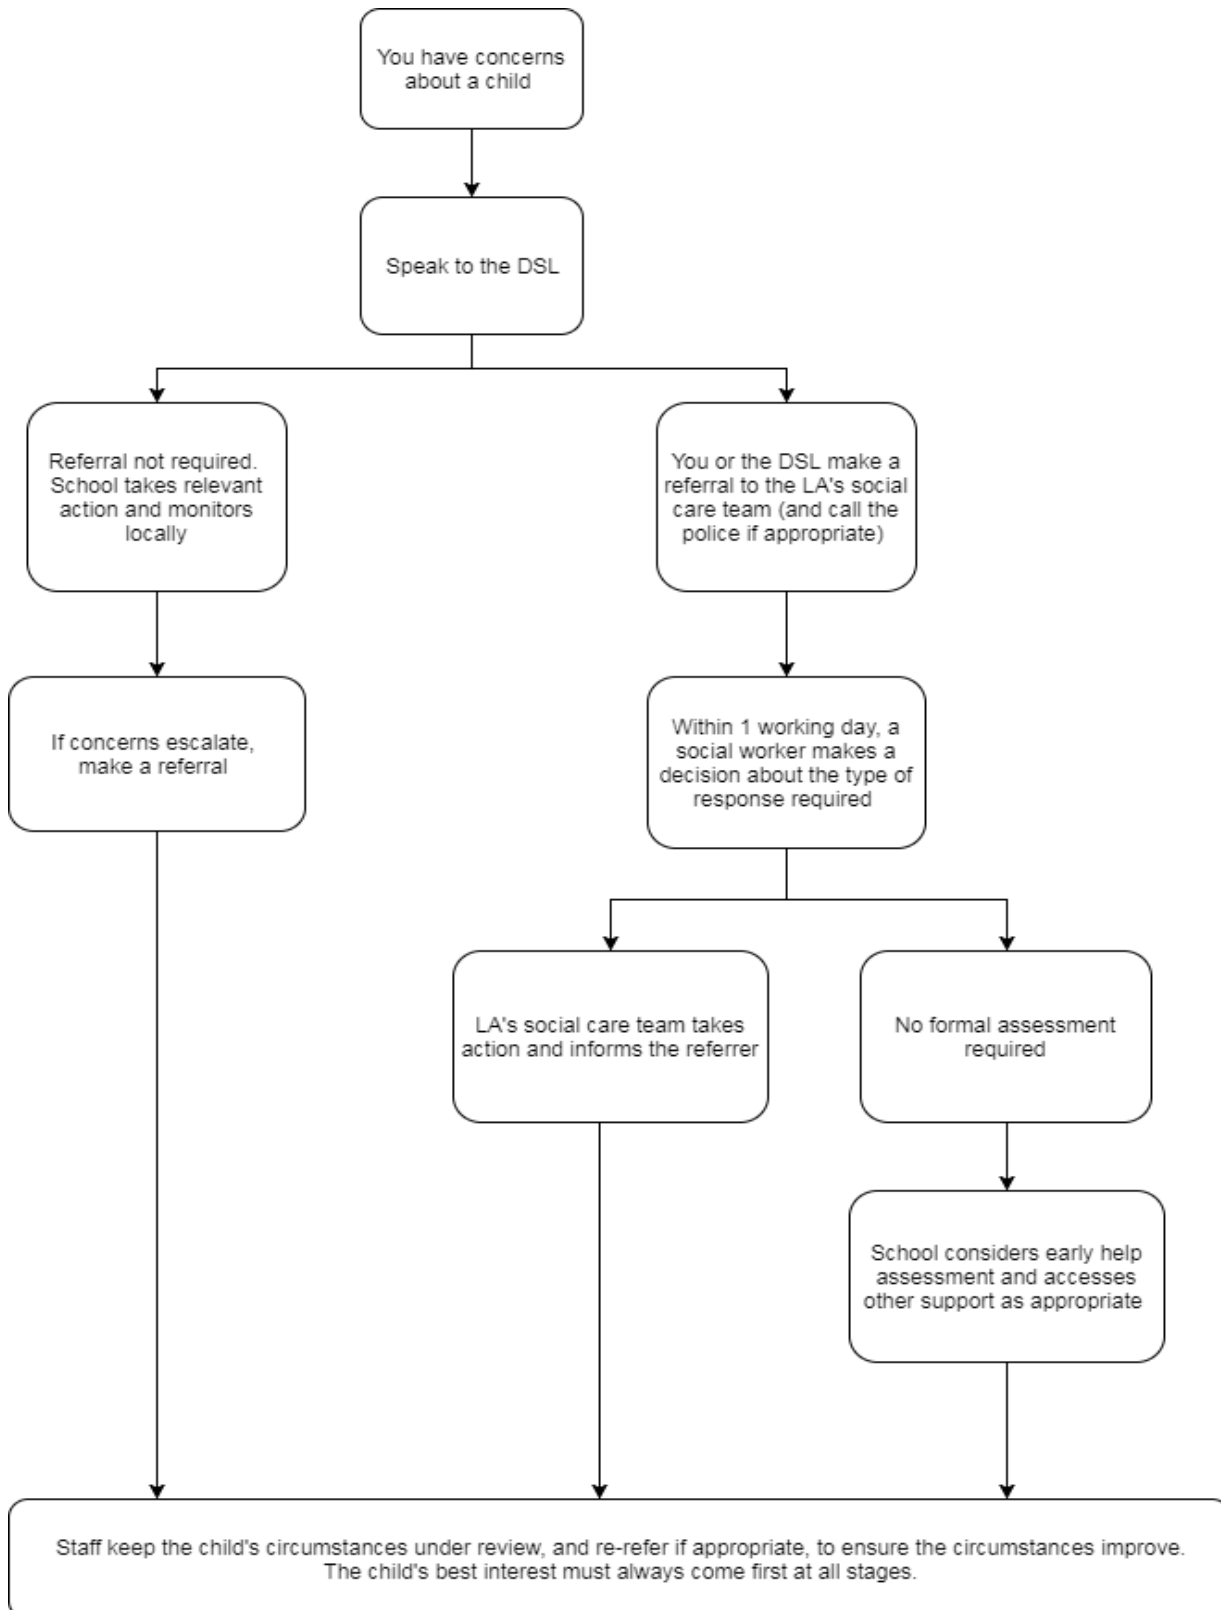 You have concerns
about a child
Speak to the DSL
Referral not required.
School takes relevant
action and monitors
locally
You or the DSL make a
referral to the LA's social
care team (and call the
police if appropriate)
If concerns escalate,
make a referral
Within 1 working day, a
social worker makes a
decision about the type of
response required
LA's social care team takes
action and informs the referrer
No formal assessment
required
School considers early help
assessment and accesses
other support as appropriate
Staff keep the child's circumstances under review, and re-refer if appropriate, to ensure the circumstances improve.
The child's best interest must always come first at all stages.